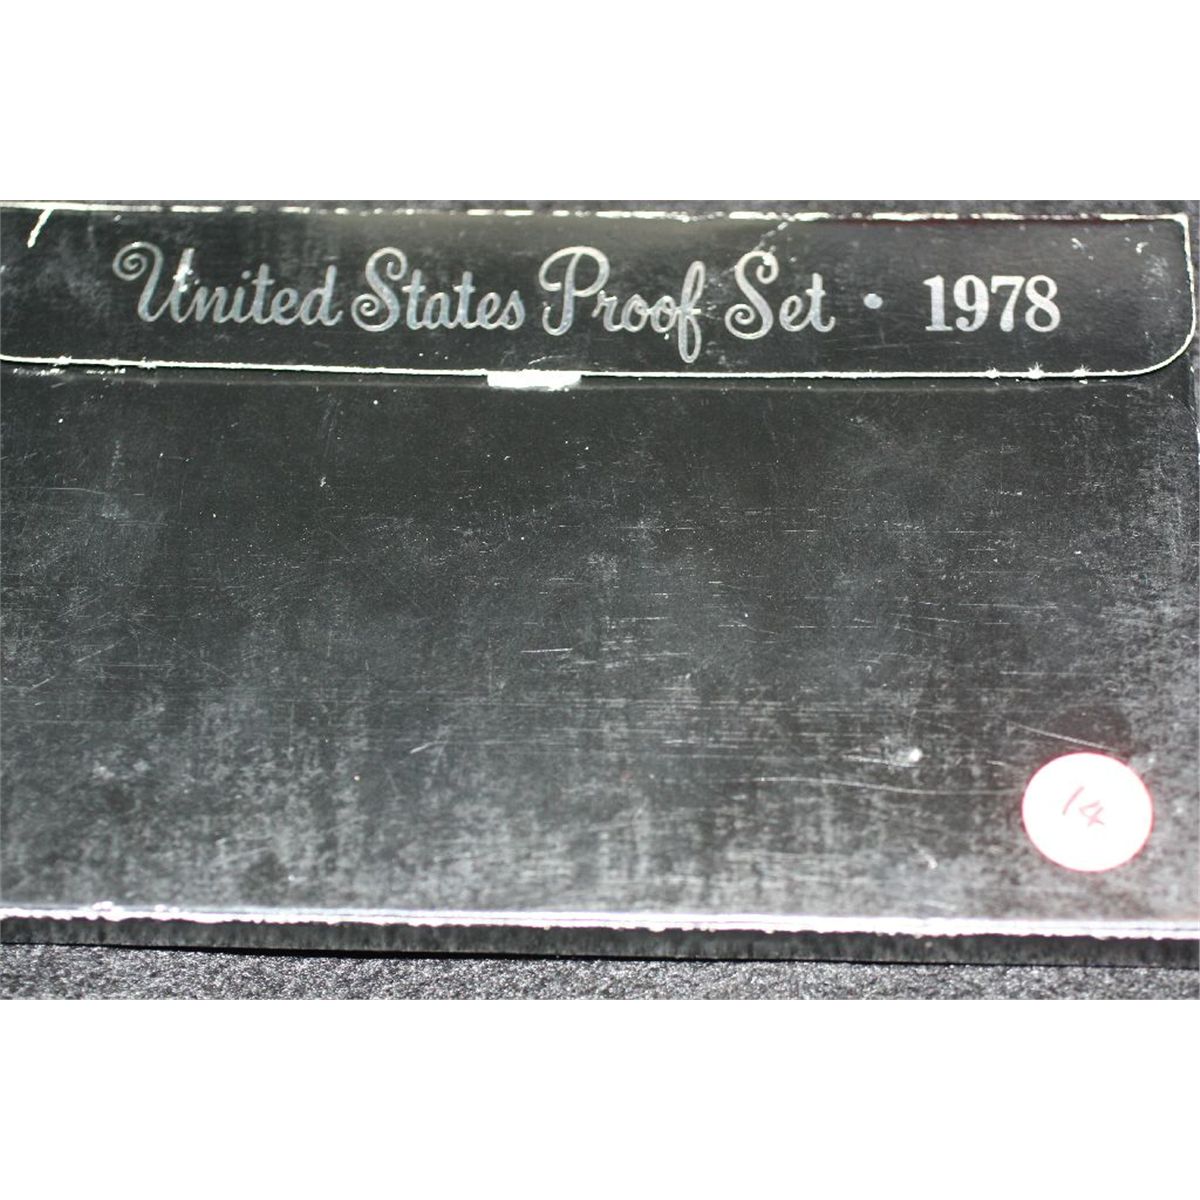 United States Proof Set • 1978
14